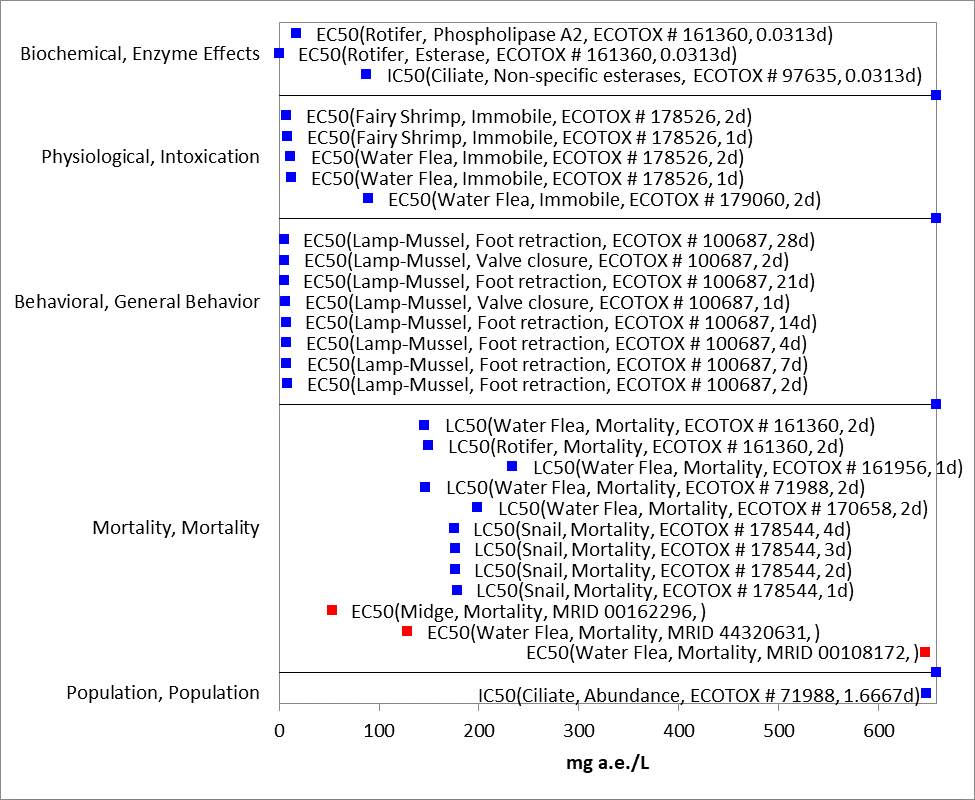 Biochemical, Enzyme Effects
EC50(Rotifer, Phospholipase A2, ECOTOX # 161360, 0.0313d)
EC50(Rotifer, Esterase, ECOTOX # 161360, 0.0313d)
IC50(Ciliate, Non-specific esterases, ECOTOX # 97635, 0.0313d)
Physiological, Intoxication
EC50(Fairy Shrimp, Immobile, ECOTOX # 178526, 2d)
EC50(Fairy Shrimp, Immobile, ECOTOX # 178526, 1d)
EC50(Water Flea, Immobile, ECOTOX # 178526, 2d)
EC50(Water Flea, Immobile, ECOTOX # 178526, 1d)
EC50(Water Flea, Immobile, ECOTOX # 179060, 2d)
Behavioral, General Behavior
EC50(Lamp-Mussel, Foot retraction, ECOTOX # 100687, 28d)
EC50(Lamp-Mussel, Valve closure, ECOTOX # 100687, 2d)
EC50(Lamp-Mussel, Foot retraction, ECOTOX # 100687, 21d)
EC50(Lamp-Mussel, Valve closure, ECOTOX # 100687, 1d)
EC50(Lamp-Mussel, Foot retraction, ECOTOX # 100687, 14d)
EC50(Lamp-Mussel, Foot retraction, ECOTOX # 100687, 4d)
EC50(Lamp-Mussel, Foot retraction, ECOTOX # 100687, 7d)
EC50(Lamp-Mussel, Foot retraction, ECOTOX # 100687, 2d)
Mortality, Mortality
LC50(Water Flea, Mortality, ECOTOX # 161360, 2d)
LC50(Rotifer, Mortality, ECOTOX # 161360, 2d)
LC50(Water Flea, Mortality, ECOTOX # 161956, 1d)
LC50(Water Flea, Mortality, ECOTOX # 71988, 2d)
LC50(Water Flea, Mortality, ECOTOX # 170658, 2d)
LC50(Snail, Mortality, ECOTOX # 178544, 4d)
LC50(Snail, Mortality, ECOTOX # 178544, 3d)
LC50(Snail, Mortality, ECOTOX # 178544, 2d)
LC50(Snail, Mortality, ECOTOX # 178544, 1d)
EC50(Midge, Mortality, MRID 00162296, )
EC50(Water Flea, Mortality, MRID 44320631, )
EC50(Water Flea, Mortality, MRID 00108172, )
Population, Population
IC50(Ciliate, Abundance, ECOTOX # 71988, 1.6667d)
0 100 200 300 400 500 600
mg a.e./L